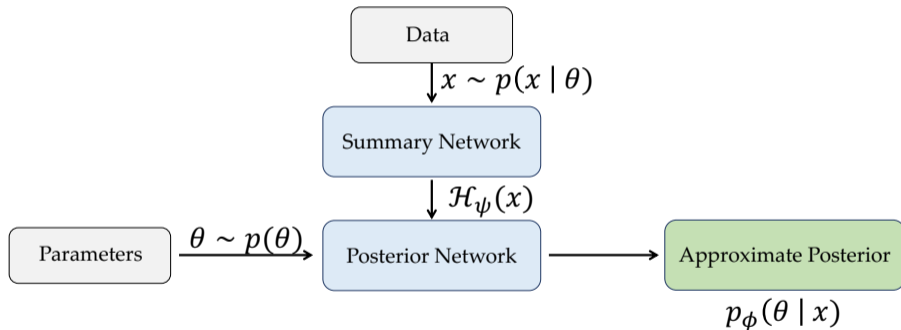 Data
x ~ p(x | θ)
Summary Network
ℋ_ψ(x)
Parameters
θ ~ p(θ)
Posterior Network
Approximate Posterior
p_ϕ(θ | x)